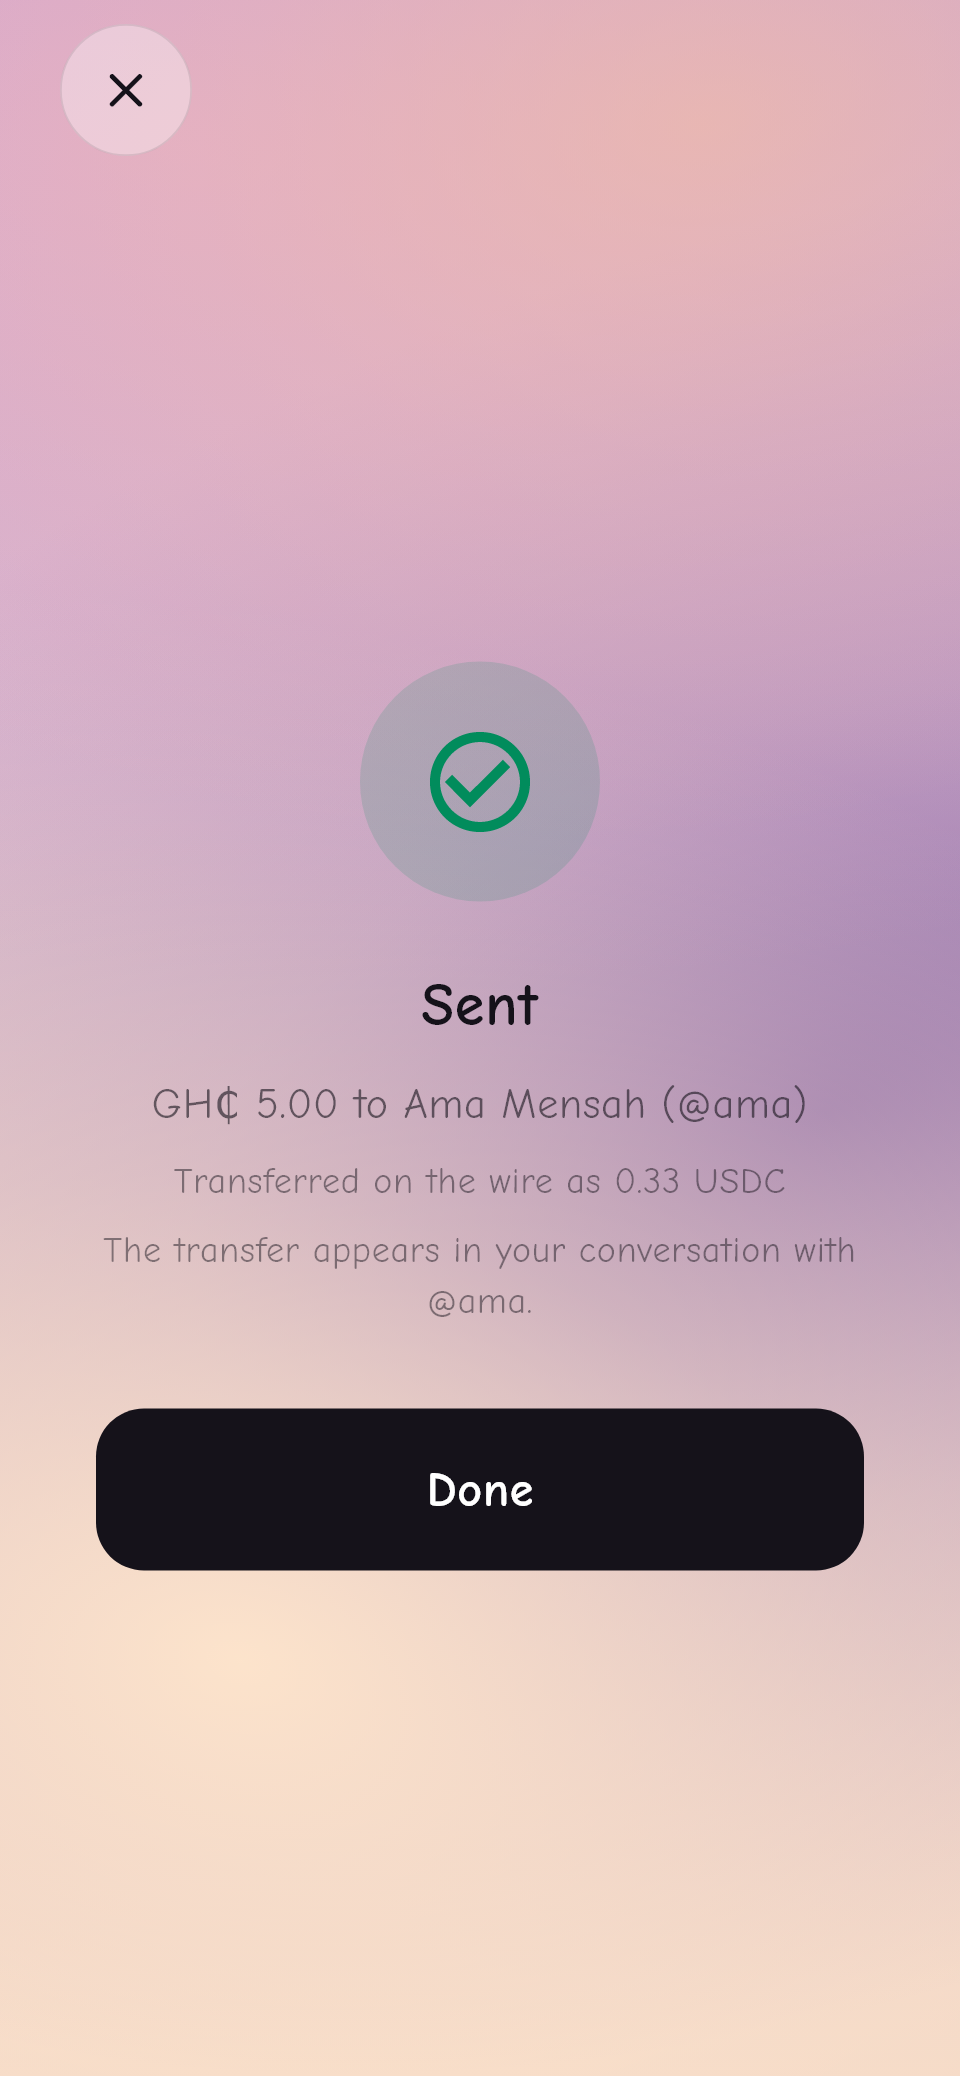 Sent
GH₵ 5.00 to Ama Mensah (@ama)
Transferred on the wire as 0.33 USDC
The transfer appears in your conversation with
@ama.
Done